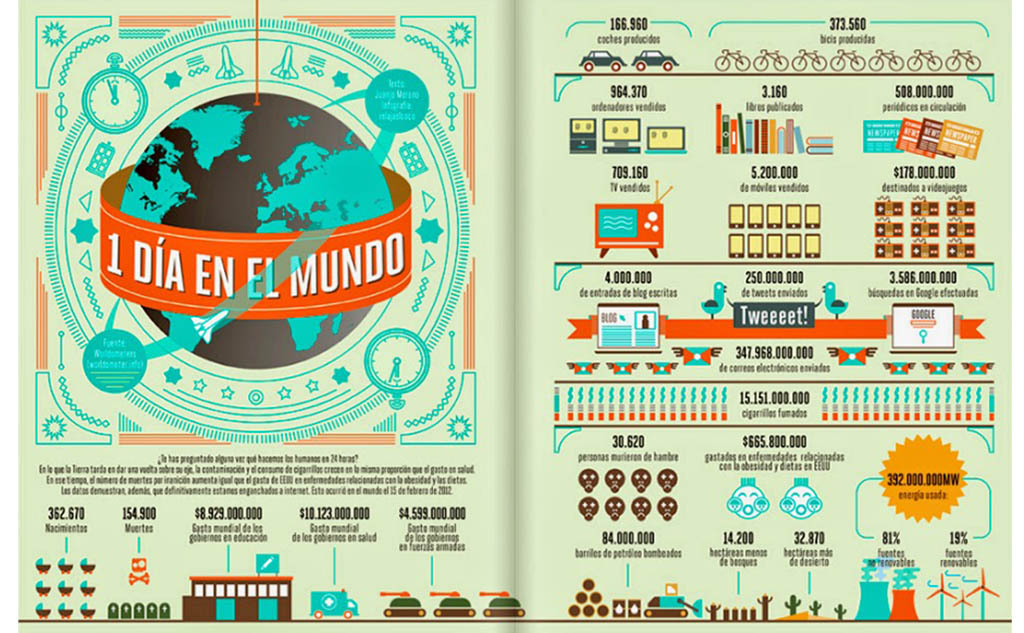 Texto:
Juanjo Moreno
Infografía:
relajaelcoco
1 DÍA EN EL MUNDO
Fuente:
Worldometers
(worldometer.info)
¿Te has preguntado alguna vez qué hacemos los humanos en 24 horas?
En lo que la Tierra tarda en dar una vuelta sobre su eje, la contaminación y el consumo de cigarrillos crecen en la misma proporción que el gasto en salud.
En ese tiempo, el número de muertes por inanición aumenta igual que el gasto de EEUU en enfermedades relacionadas con la obesidad y las dietas.
Los datos demuestran, además, que definitivamente estamos enganchados a internet. Esto ocurrió en el mundo el 15 de febrero de 2012.
362.670
Nacimientos
154.900
Muertes
$8.929.000.000
Gasto mundial de los
gobiernos en educación
$10.123.000.000
Gasto mundial
de los gobiernos en salud
$4.599.000.000
Gasto mundial
de los gobiernos
en fuerzas armadas
166.960
coches producidos
373.560
bicis producidas
964.370
ordenadores vendidos
3.160
libros publicados
508.000.000
periódicos en circulación
NEWSPAPER
NEWS
NEWSP
NEWSPAPER
709.160
TV vendidos
5.200.000
de móviles vendidos
$178.000.000
destinados a videojuegos
4.000.000
de entradas de blog escritas
250.000.000
de tweets enviados
3.586.000.000
búsquedas en Google efectuadas
BLOG
Tweeeet!
GOOGLE
347.968.000.000
de correos electrónicos enviados
15.151.000.000
cigarrillos fumados
30.620
personas murieron de hambre
$665.800.000
gastados en enfermedades relacionadas
con la obesidad y dietas en EEUU
392.000.000MW
energía usada:
84.000.000
barriles de petróleo bombeados
14.200
hectáreas menos
de bosques
32.870
hectáreas más
de desierto
81%
fuentes
no renovables
19%
fuentes
renovables